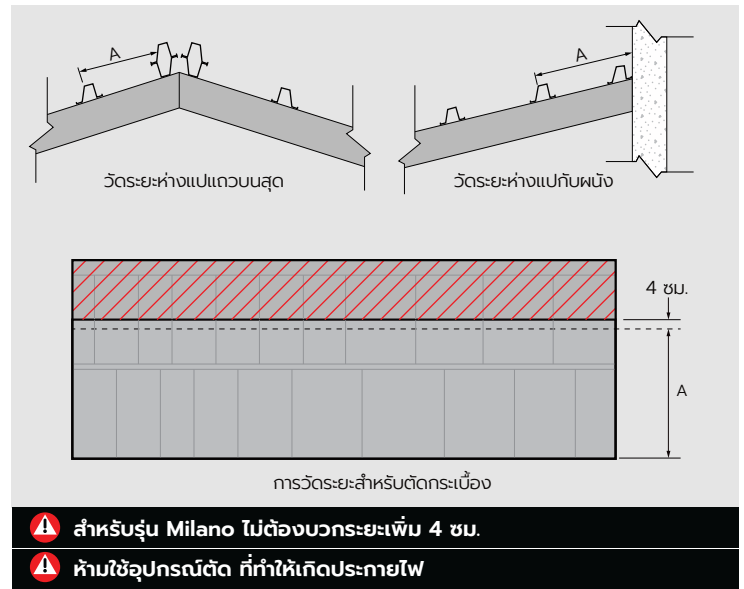 A
A
วัดระยะห่างแปแถวบนสุด
วัดระยะห่างแปกับผนัง
4 ซม.
A
การวัดระยะสำหรับตัดกระเบื้อง
สำหรับรุ่น Milano ไม่ต้องบวกระยะเพิ่ม 4 ซม.
ห้ามใช้อุปกรณ์ตัด ที่ทำให้เกิดประกายไฟ